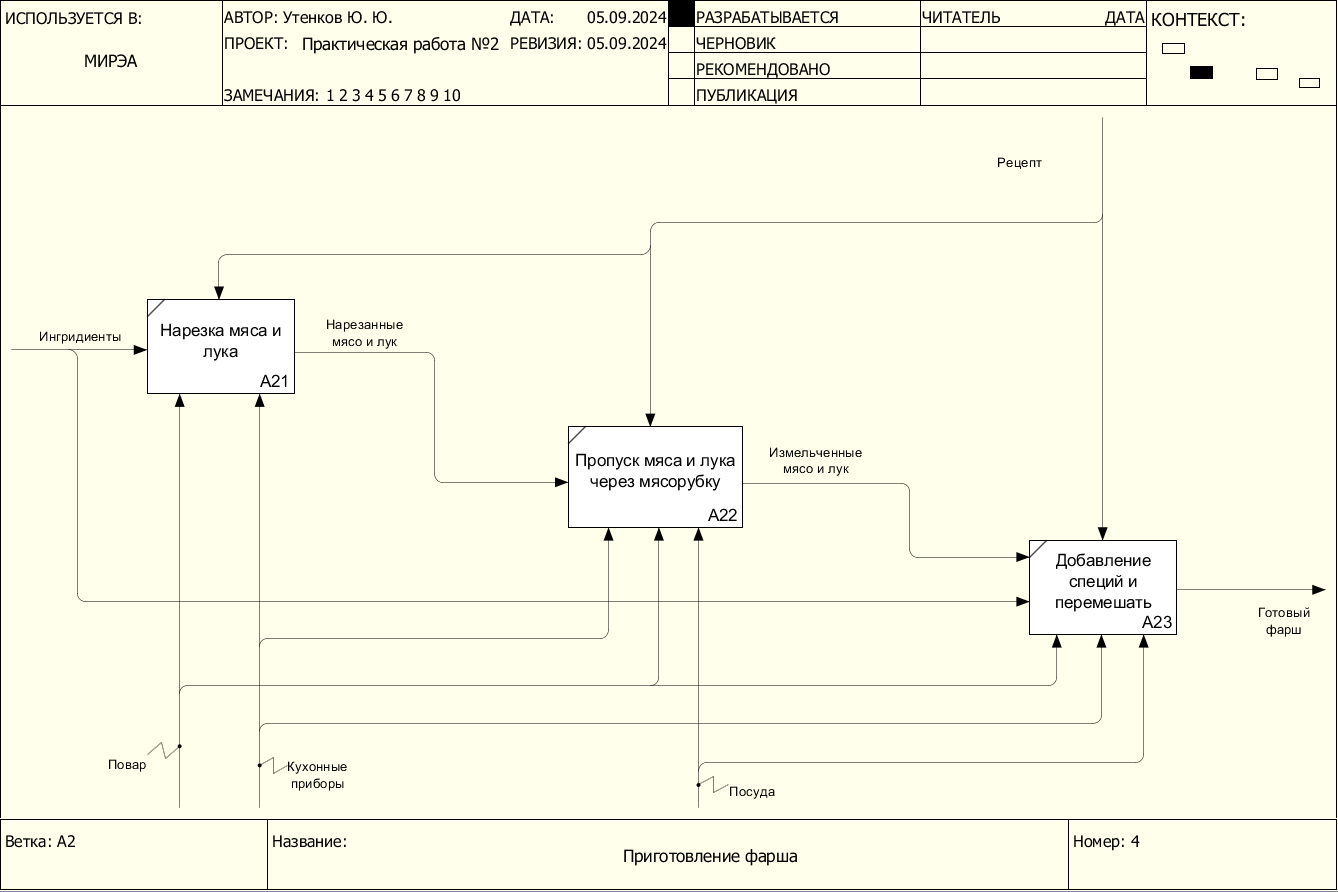 ИСПОЛЬЗУЕТСЯ В:
МИРЭА
АВТОР: Утенков Ю. Ю.
ДАТА: 05.09.2024
ПРОЕКТ: Практическая работа №2
РЕВИЗИЯ: 05.09.2024
ЗАМЕЧАНИЯ: 1 2 3 4 5 6 7 8 9 10
РАЗРАБАТЫВАЕТСЯ
ЧЕРНОВИК
РЕКОМЕНДОВАНО
ПУБЛИКАЦИЯ
ЧИТАТЕЛЬ
ДАТА
КОНТЕКСТ:
Рецепт
Ингридиенты
Нарезка мяса и
лука
A21
Нарезанные
мясо и лук
Пропуск мяса и лука
через мясорубку
A22
Измельченные
мясо и лук
Добавление
специй и
перемешать
A23
Готовый
фарш
Повар
Кухонные
приборы
Посуда
Ветка: A2
Название:
Приготовление фарша
Номер: 4